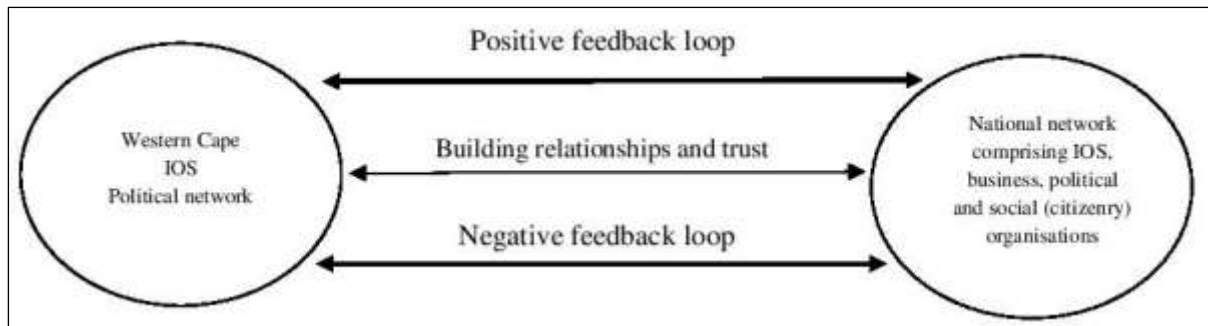 Positive feedback loop
Western Cape
IOS
Political network
Building relationships and trust
National network
comprising IOS,
business, political
and social (citizenry)
organisations
Negative feedback loop